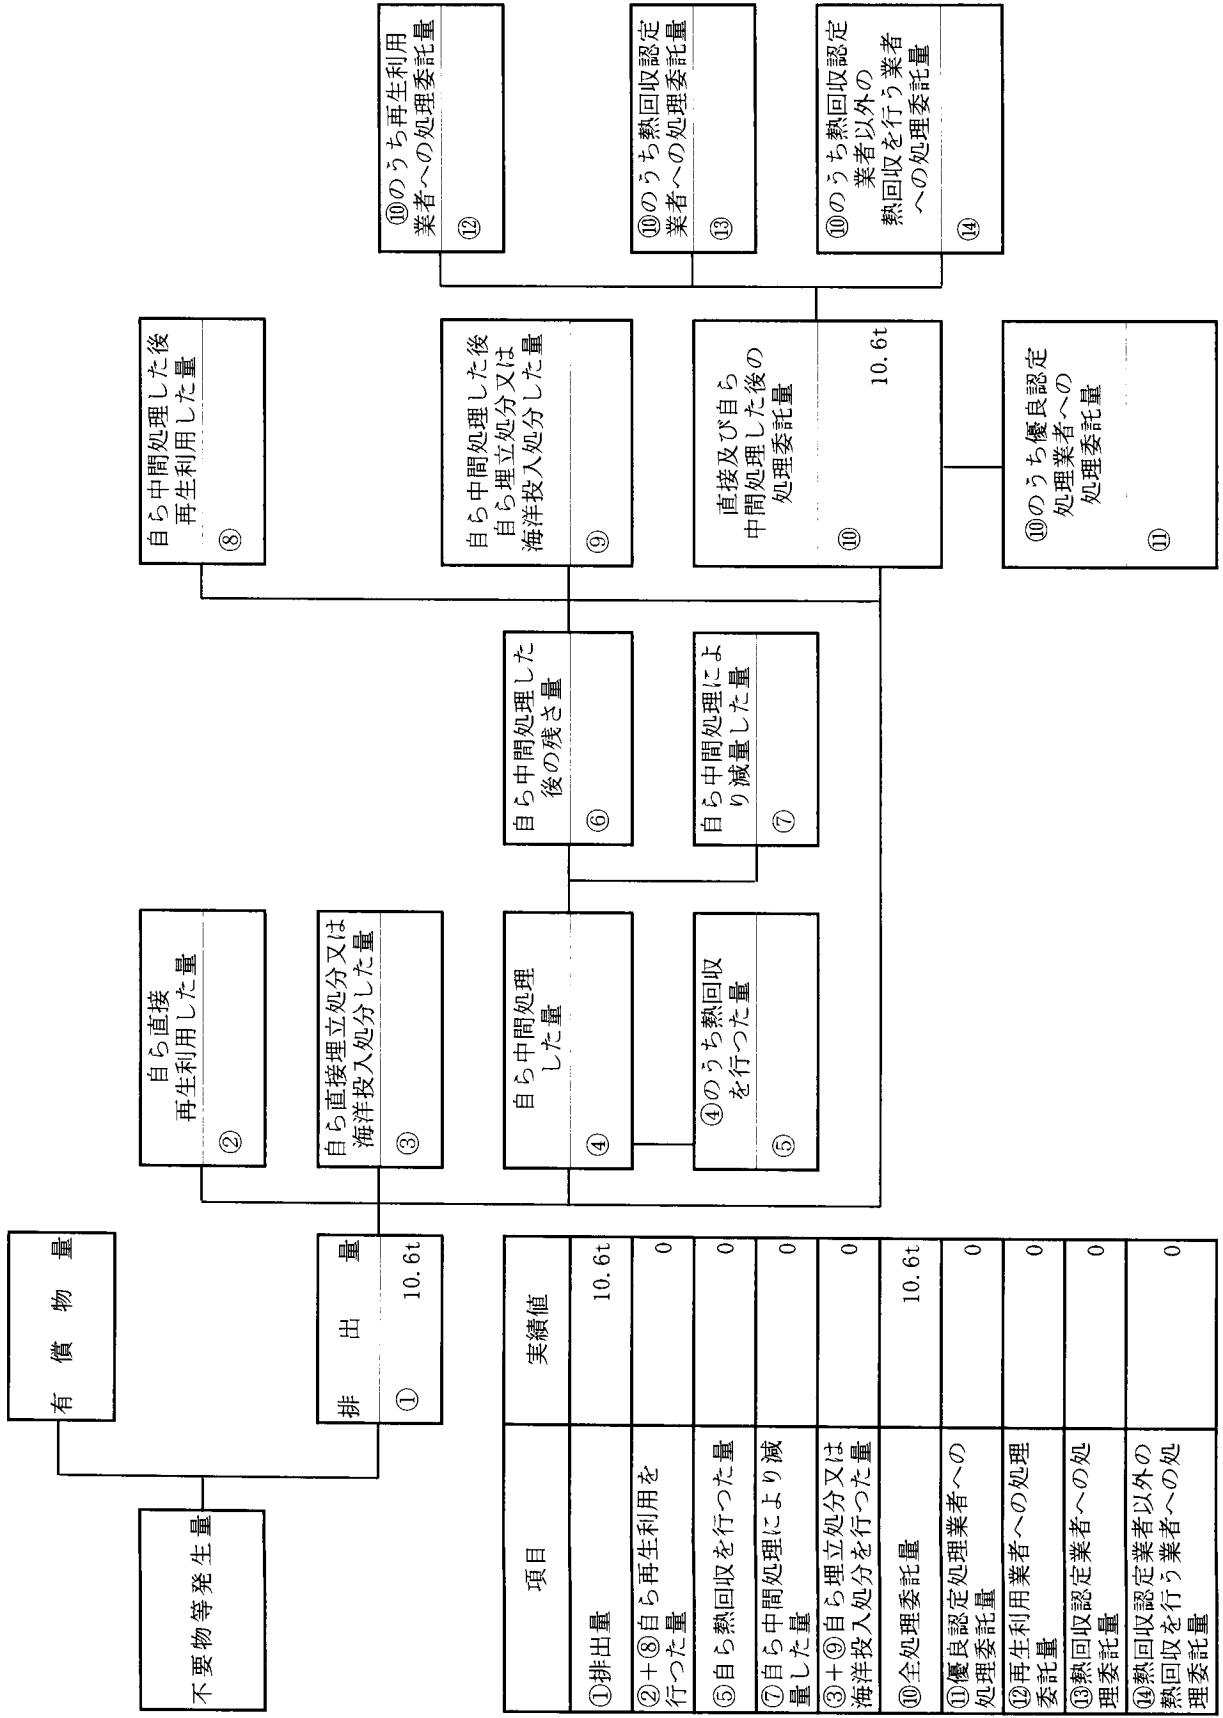 不要物等発生量
有償物量
排出量
① 10.6t
自ら直接
再生利用した量
②
自ら直接埋立処分又は
海洋投入処分した量
③
自ら中間処理
した量
④
④のうち熱回収
を行つた量
⑤
自ら中間処理した
後の残さ量
⑥
自ら中間処理によ
り減量した量
⑦
自ら中間処理した後
再生利用した量
⑧
自ら中間処理した後
自ら埋立処分又は
海洋投入処分した量
⑨
直接及び自ら
中間処理した後の
処理委託量
⑩ 10.6t
⑩のうち優良認定
処理業者への
処理委託量
⑪
⑩のうち再生利用
業者への処理委託量
⑫
⑩のうち熱回収認定
業者への処理委託量
⑬
⑩のうち熱回収認定
業者以外の
熱回収を行う業者
への処理委託量
⑭
項目 実績値
①排出量 10.6t
②+⑧自ら再生利用を
行つた量 0
⑤自ら熱回収を行つた量 0
⑦自ら中間処理により減
量した量 0
③+⑨自ら埋立処分又は
海洋投入処分を行つた量 0
⑩全処理委託量 10.6t
⑪優良認定処理業者への
処理委託量 0
⑫再生利用業者への処理
委託量 0
⑬熱回収認定業者への処
理委託量 0
⑭熱回収認定業者以外の
熱回収を行う業者への処
理委託量 0